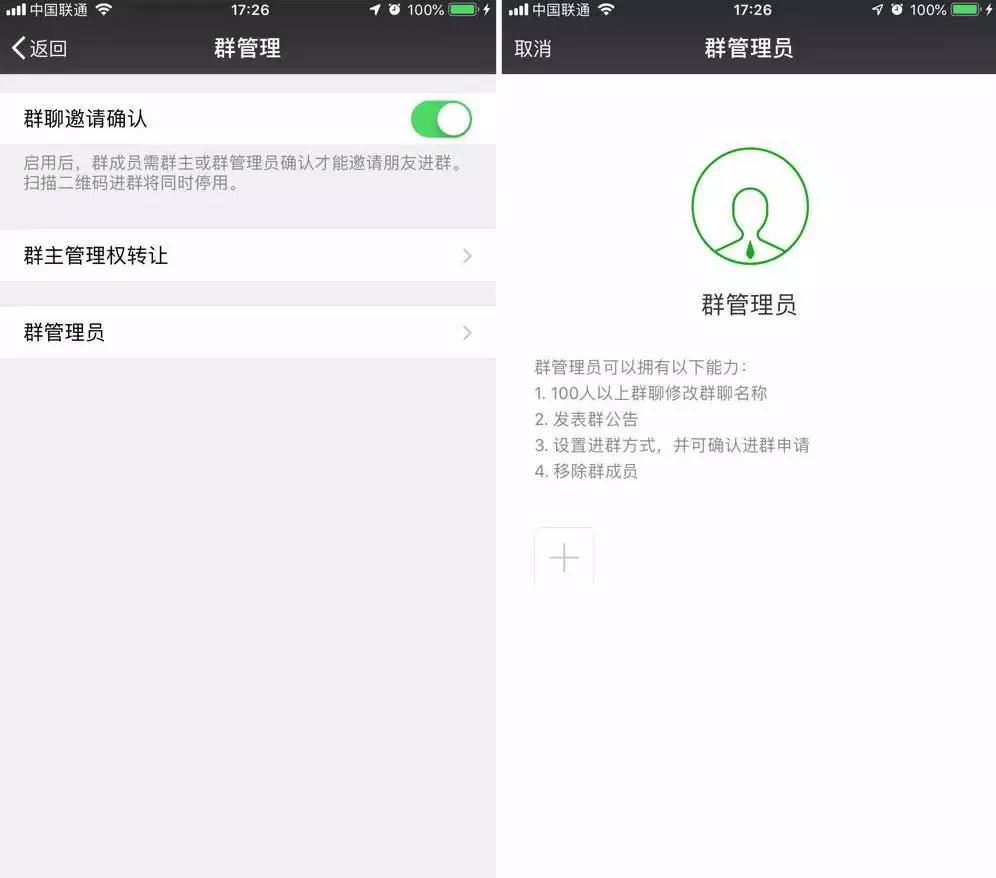 中国联通 17:26 100%
返回 群管理
群聊邀请确认
启用后，群成员需群主或群管理员确认才能邀请朋友进群。
扫描二维码进群将同时停用。
群主管理权转让
群管理员
中国联通 17:26 100%
取消 群管理员
群管理员
群管理员可以拥有以下能力：
1. 100人以上群聊修改群聊名称
2. 发表群公告
3. 设置进群方式，并可确认进群申请
4. 移除群成员